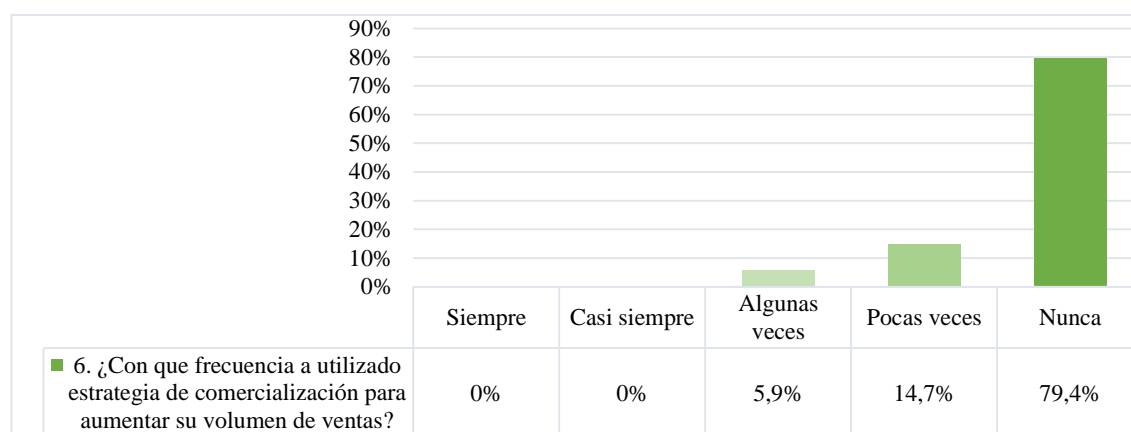 90%
80%
70%
60%
50%
40%
30%
20%
10%
0%
Siempre
Casi siempre
Algunas
veces
Pocas veces
Nunca
6. ¿Con que frecuencia a utilizado
estrategia de comercialización para
aumentar su volumen de ventas?
0%
0%
5,9%
14,7%
79,4%